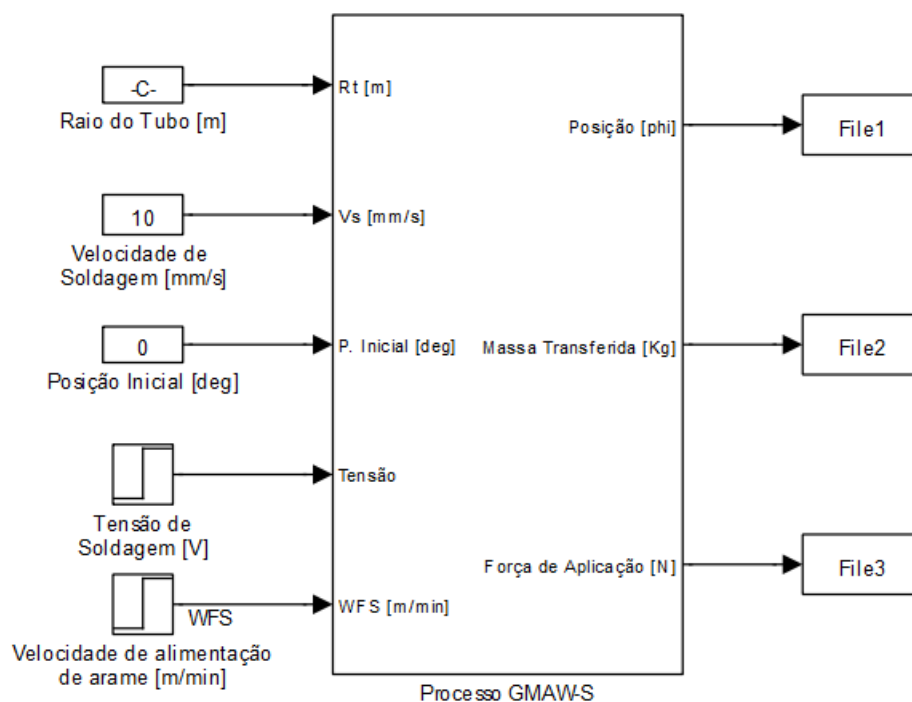 -C-
Raio do Tubo [m]
10
Velocidade de
Soldagem [mm/s]
0
Posição Inicial [deg]
Tensão de
Soldagem [V]
WFS
Velocidade de alimentação
de arame [m/min]
Rt [m]
Vs [mm/s]
P. Inicial [deg]
Tensão
WFS [m/min]
Posição [phi]
Massa Transferida [Kg]
Força de Aplicação [N]
Processo GMAW-S
File1
File2
File3